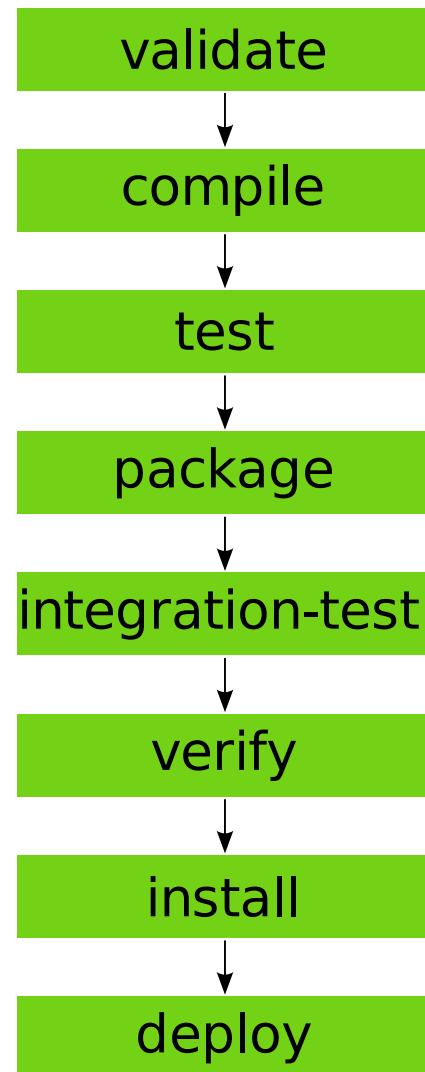 validate
compile
test
package
integration-test
verify
install
deploy